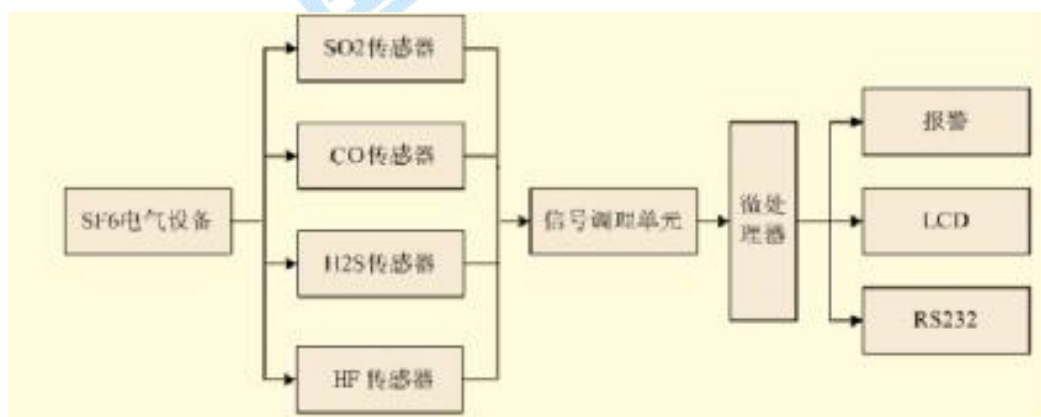 SO2传感器
CO传感器
SF6电气设备
H2S传感器
HF 传感器
信号调理单元
微处
理器
报警
LCD
RS232